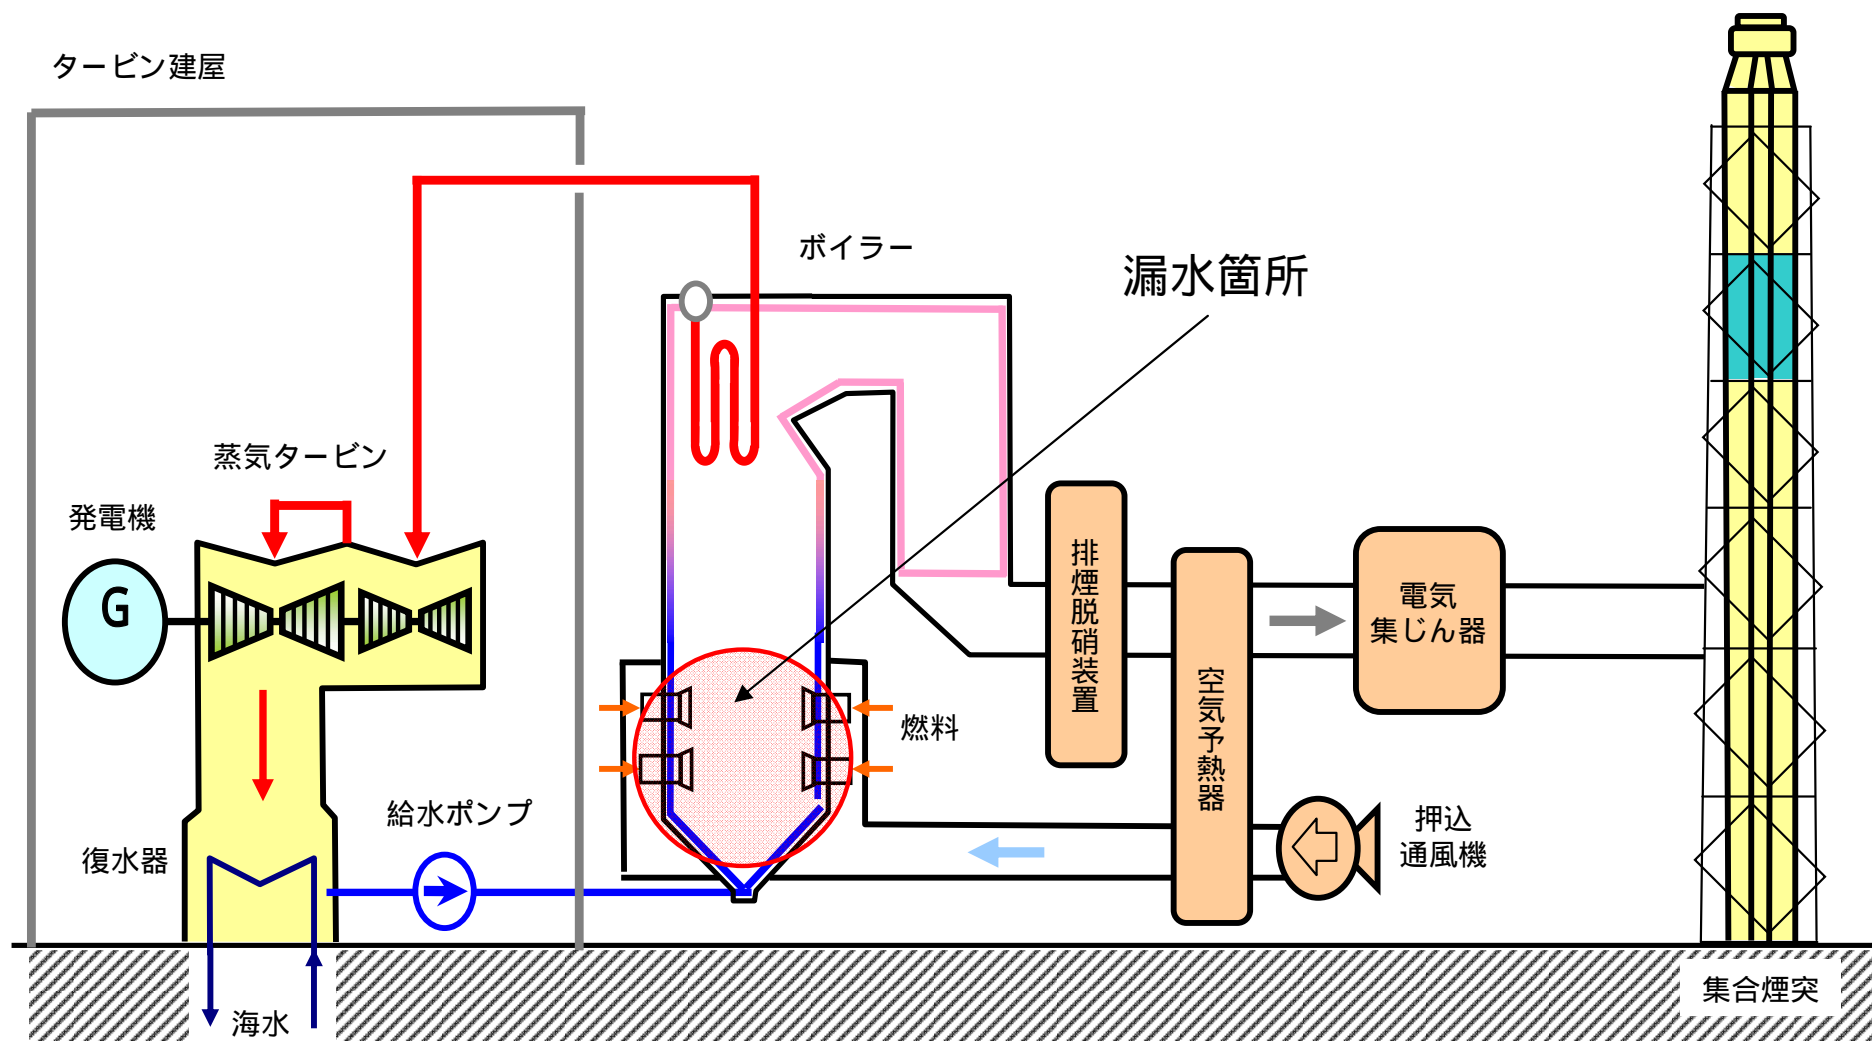 タービン建屋
ボイラー
漏水箇所
蒸気タービン
発電機
G
排煙脱硝装置
空気予熱器
電気
集じん器
燃料
給水ポンプ
復水器
押込
通風機
海水
集合煙突